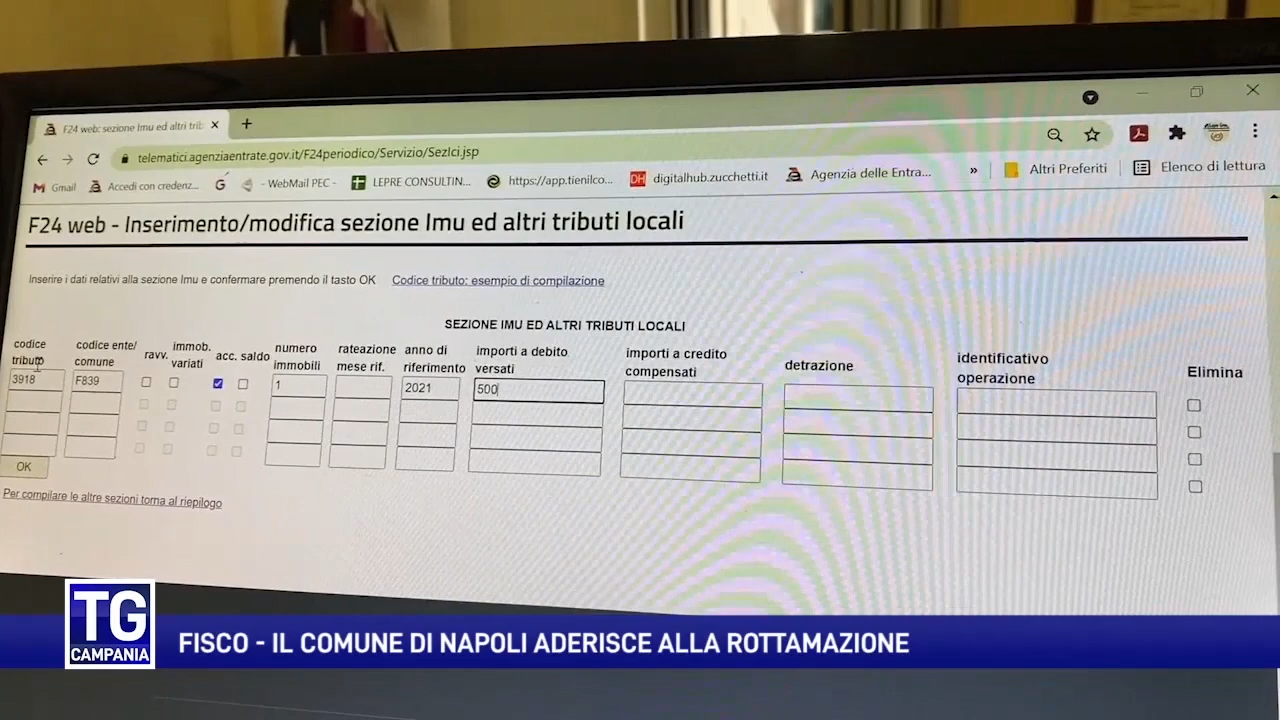 F24 web: sezione Imu ed altri trib
telematici.agenziaentrate.gov.it/F24periodico/Servizio/SezIci.jsp
Gmail
Accedi con credenz...
- WebMail PEC -
LEPRE CONSULTIN...
https://app.tienilco...
DH digitalhub.zucchetti.it
Agenzia delle Entra...
»
Altri Preferiti
Elenco di lettura
F24 web - Inserimento/modifica sezione Imu ed altri tributi locali
Inserire i dati relativi alla sezione Imu e confermare premendo il tasto OK Codice tributo: esempio di compilazione
SEZIONE IMU ED ALTRI TRIBUTI LOCALI
codice tributo
codice ente/ comune
ravv.
immob. variati
acc.
saldo
numero immobili
rateazione mese rif.
anno di riferimento
importi a debito versati
importi a credito compensati
detrazione
identificativo operazione
Elimina
3918 F839 1 2021 500
OK
Per compilare le altre sezioni torna al riepilogo
TG
CAMPANIA
FISCO - IL COMUNE DI NAPOLI ADERISCE ALLA ROTTAMAZIONE